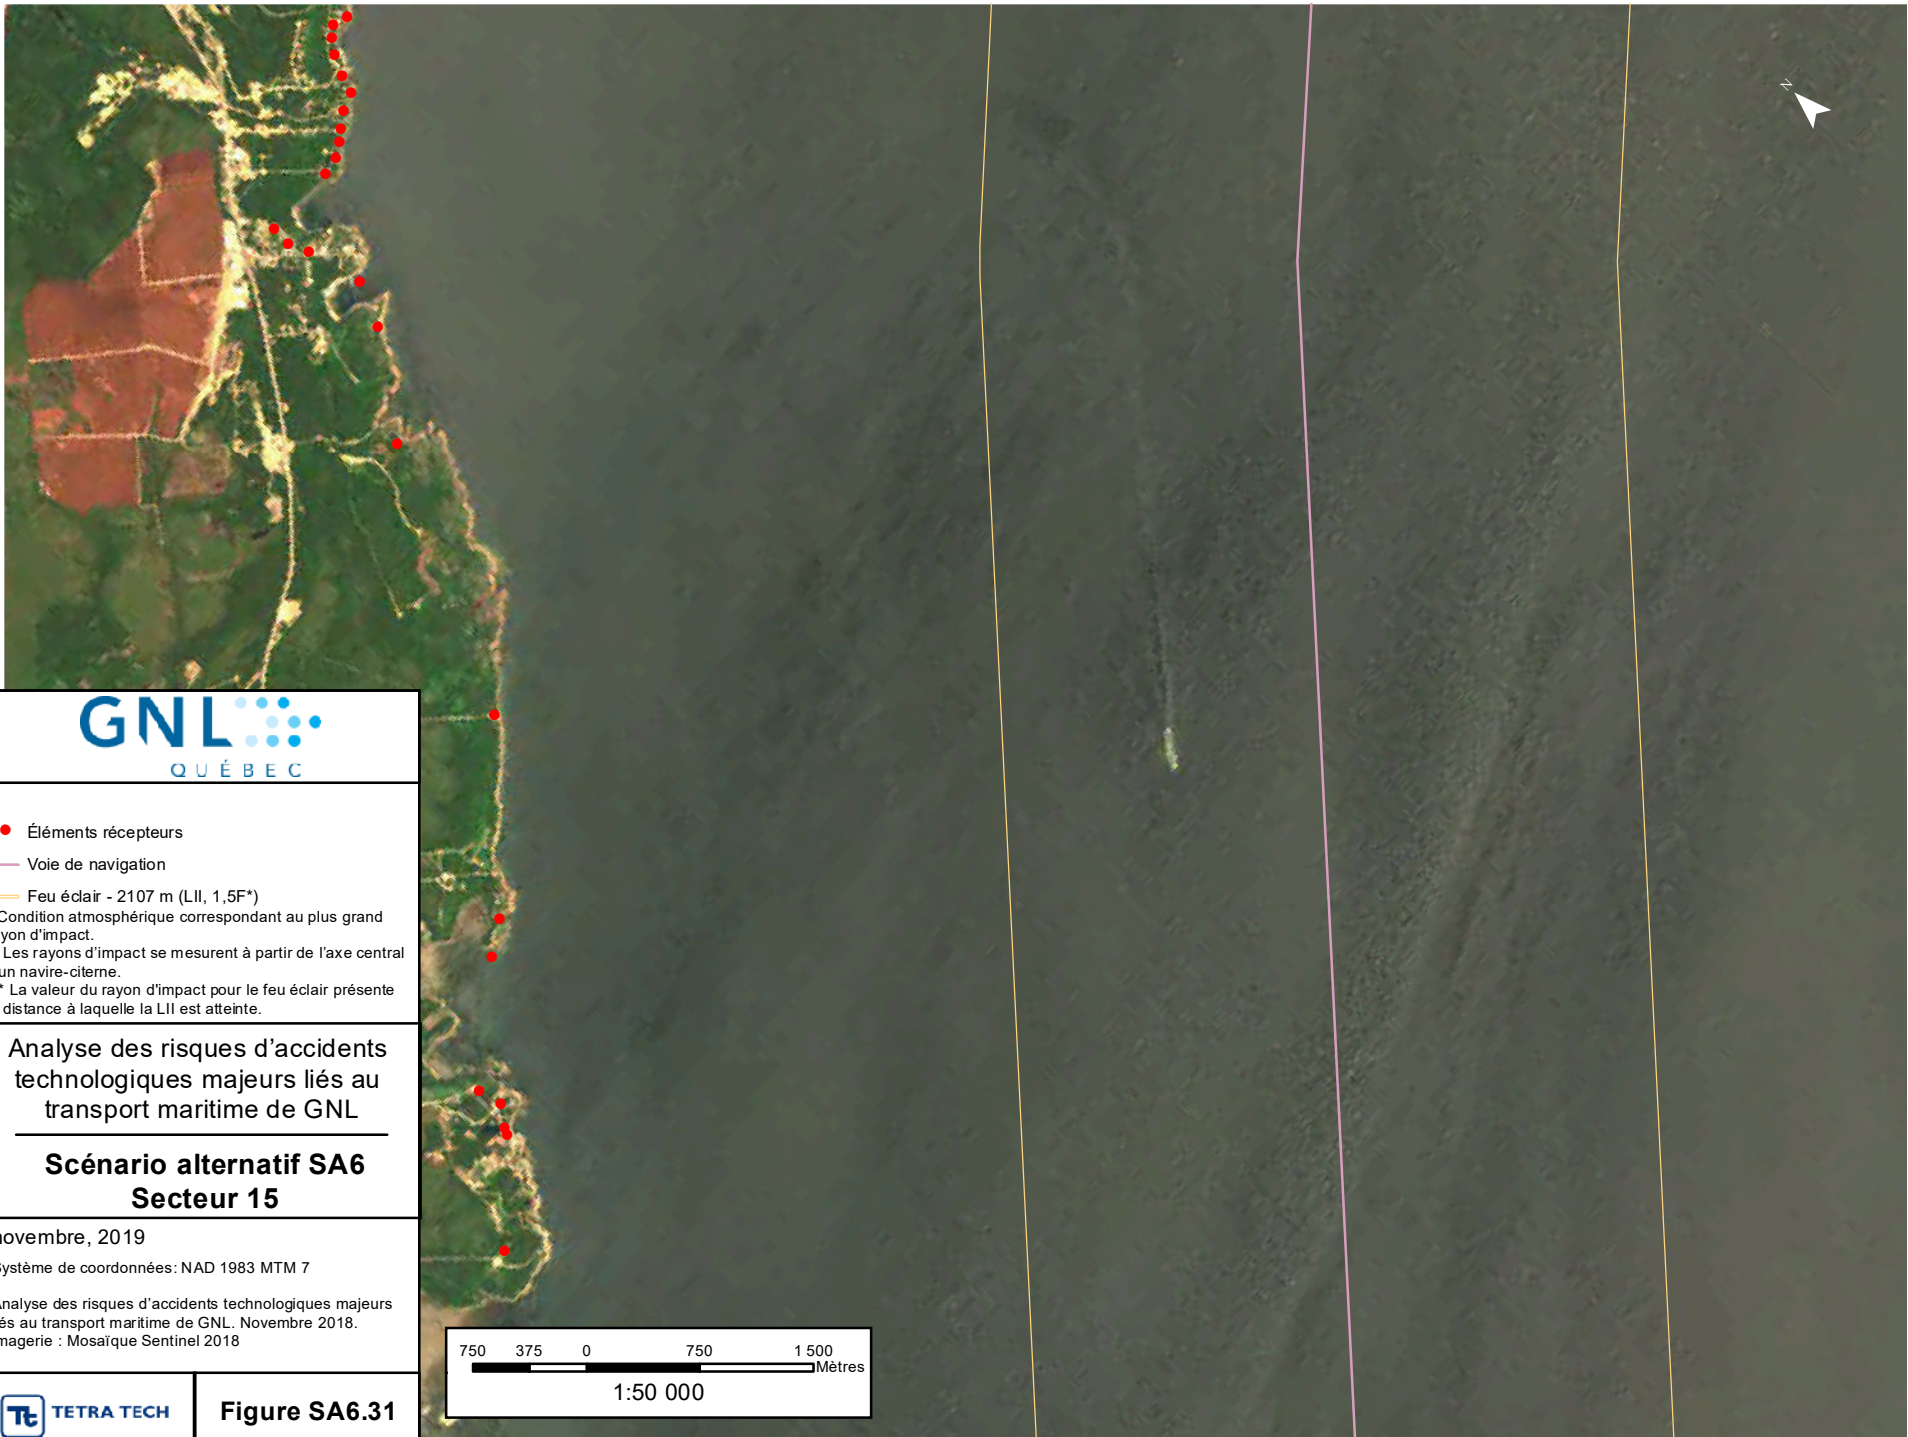 N
GNL
QUÉBEC
Éléments récepteurs
Voie de navigation
Feu éclair - 2107 m (LII, 1,5F*)
Condition atmosphérique correspondant au plus grand
yon d'impact.
Les rayons d'impact se mesurent à partir de l'axe central
un navire-citerne.
* La valeur du rayon d'impact pour le feu éclair présente
distance à laquelle la LII est atteinte.
Analyse des risques d'accidents
technologiques majeurs liés au
transport maritime de GNL
Scénario alternatif SA6
Secteur 15
novembre, 2019
Système de coordonnées: NAD 1983 MTM 7
Analyse des risques d'accidents technologiques majeurs
és au transport maritime de GNL. Novembre 2018.
magerie : Mosaïque Sentinel 2018
750 375 0 750 1 500
Mètres
1:50 000
Tt TETRA TECH
Figure SA6.31